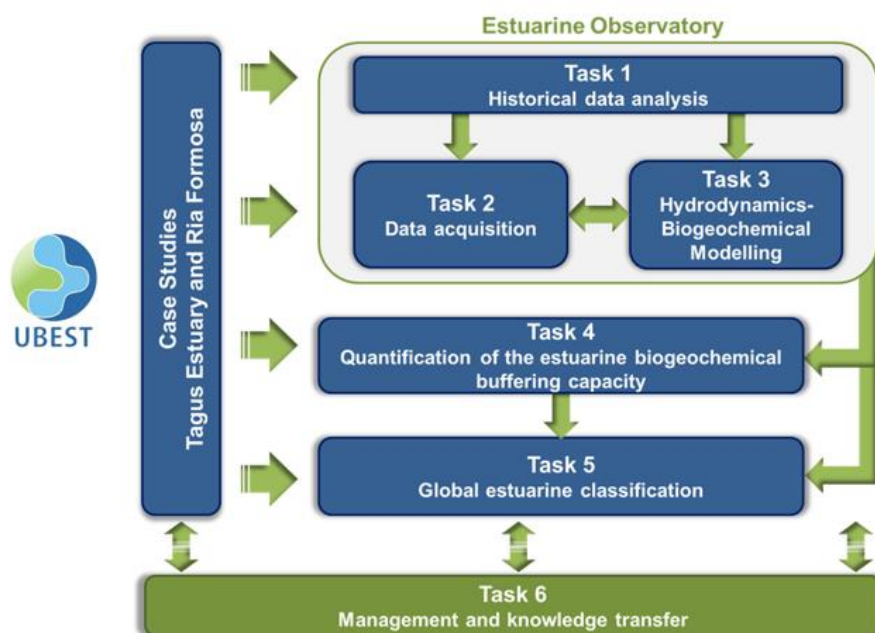 Estuarine Observatory
Task 1
Historical data analysis
Task 2
Data acquisition
Task 3
Hydrodynamics-
Biogeochemical
Modelling
UBEST
Case Studies
Tagus Estuary and Ria Formosa
Task 4
Quantification of the estuarine biogeochemical
buffering capacity
Task 5
Global estuarine classification
Task 6
Management and knowledge transfer